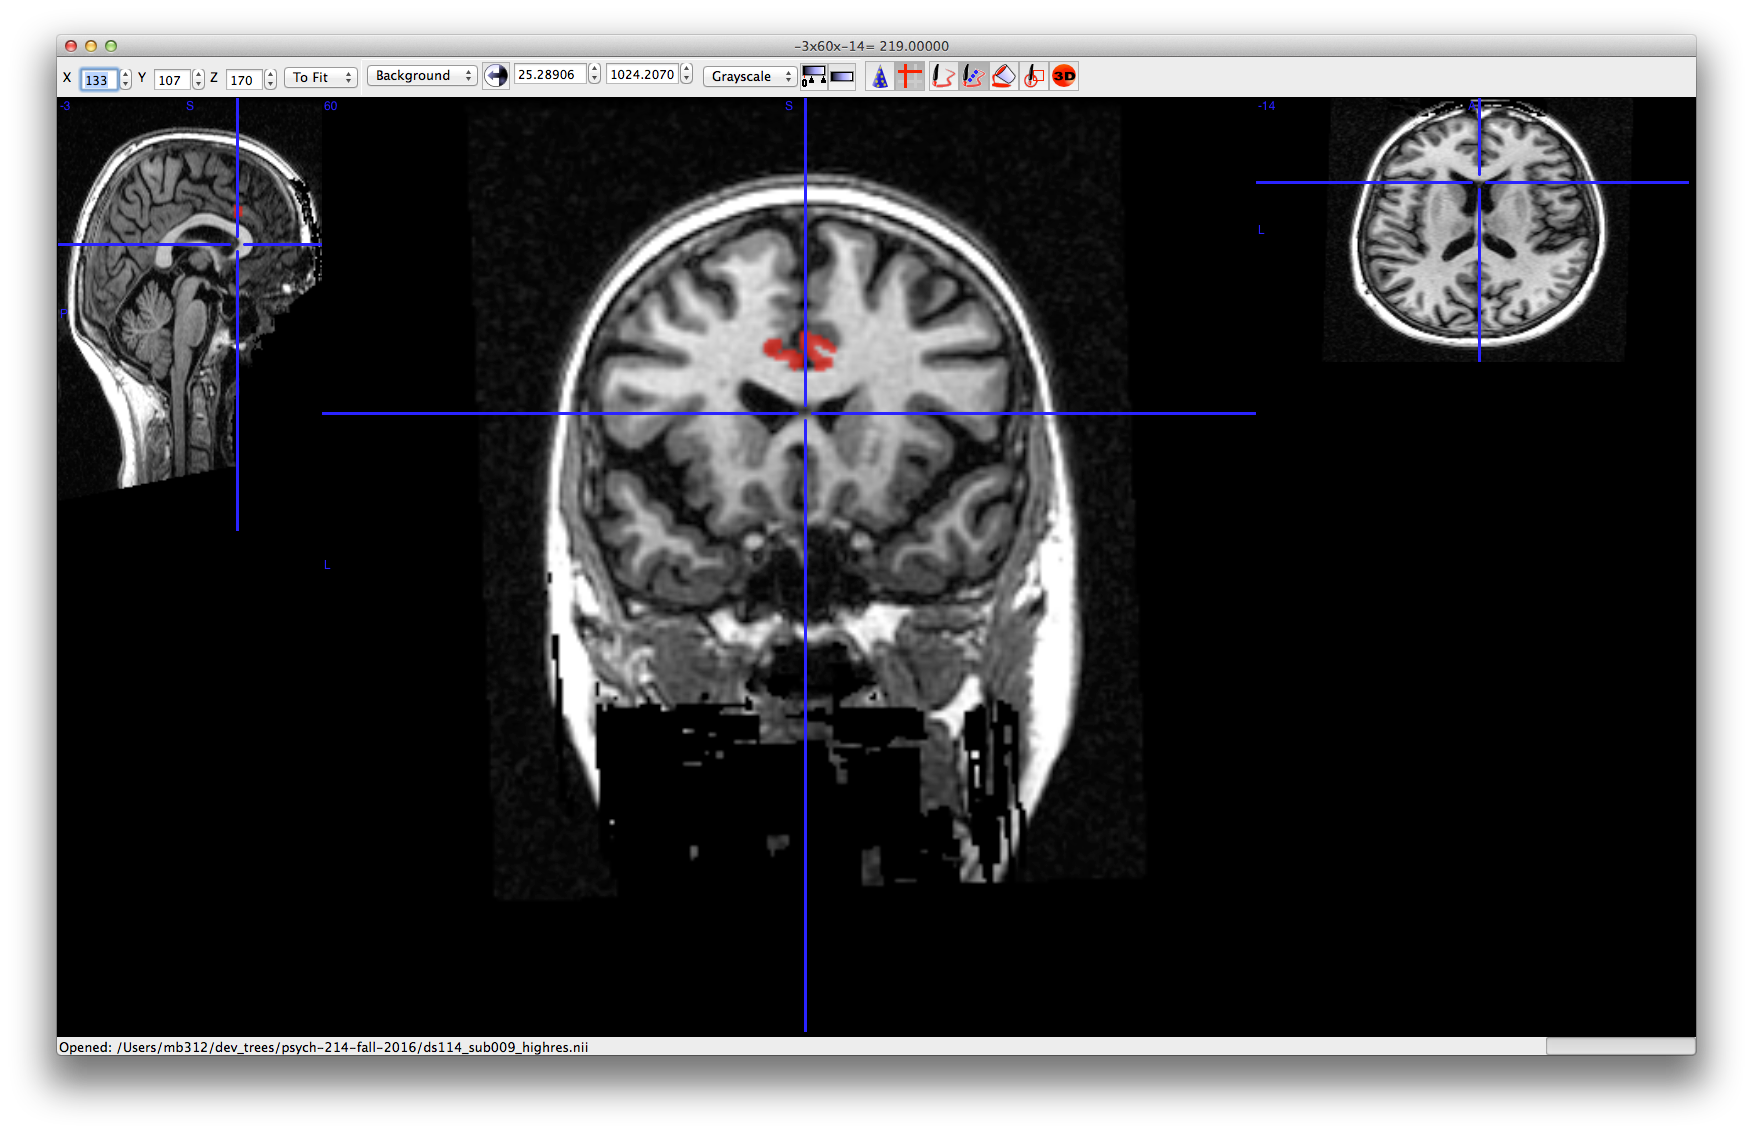 -3x60x-14= 219.00000
X 133 Y 107 Z 170 To Fit Background 25.28906 1024.2070 Grayscale 0 3D
-3 S 60 S -14 A
P
L
L
Opened: /Users/mb312/dev_trees/psych-214-fall-2016/ds114_sub009_highres.nii